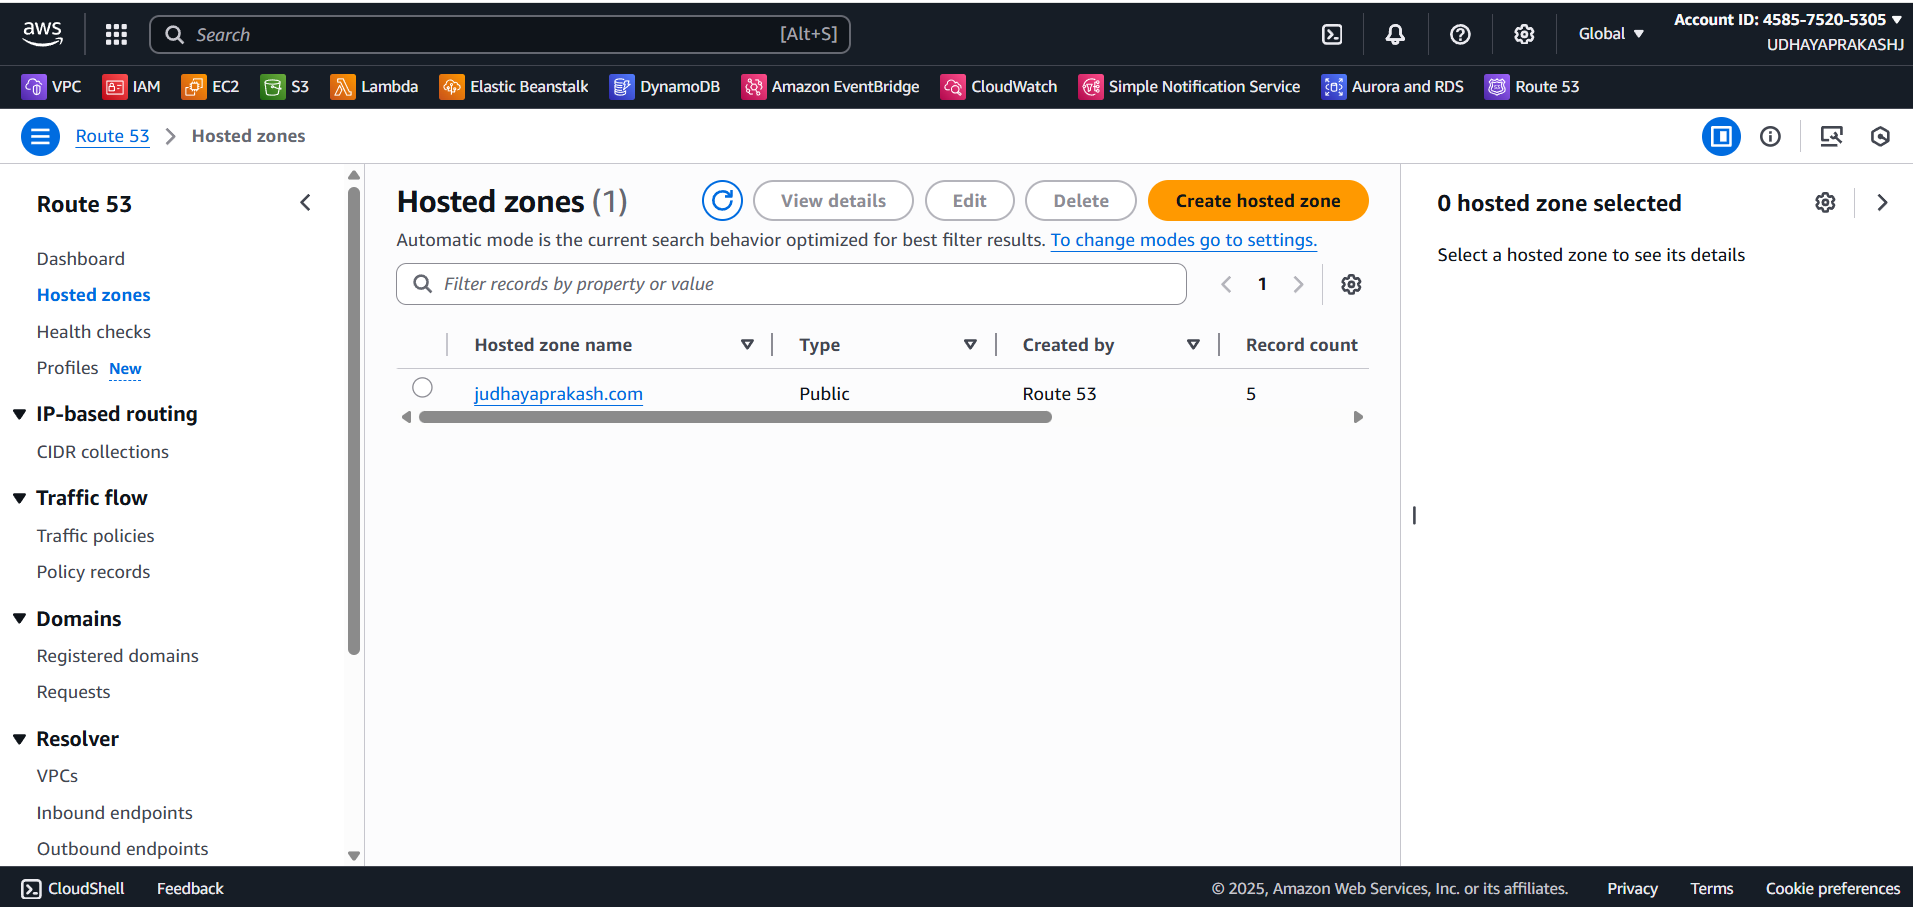 aws
Search [Alt+S]
Global
Account ID: 4585-7520-5305
UDHAYAPRAKASHJ
VPC IAM EC2 S3 Lambda Elastic Beanstalk DynamoDB Amazon EventBridge CloudWatch Simple Notification Service Aurora and RDS Route 53
Route 53 Hosted zones
Route 53
Dashboard
Hosted zones
Health checks
Profiles New
IP-based routing
CIDR collections
Traffic flow
Traffic policies
Policy records
Domains
Registered domains
Requests
Resolver
VPCs
Inbound endpoints
Outbound endpoints
Hosted zones (1)
View details Edit Delete Create hosted zone
Automatic mode is the current search behavior optimized for best filter results. To change modes go to settings.
Filter records by property or value
1
Hosted zone name Type Created by Record count
judhayaprakash.com Public Route 53 5
0 hosted zone selected
Select a hosted zone to see its details
CloudShell Feedback © 2025, Amazon Web Services, Inc. or its affiliates. Privacy Terms Cookie preferences